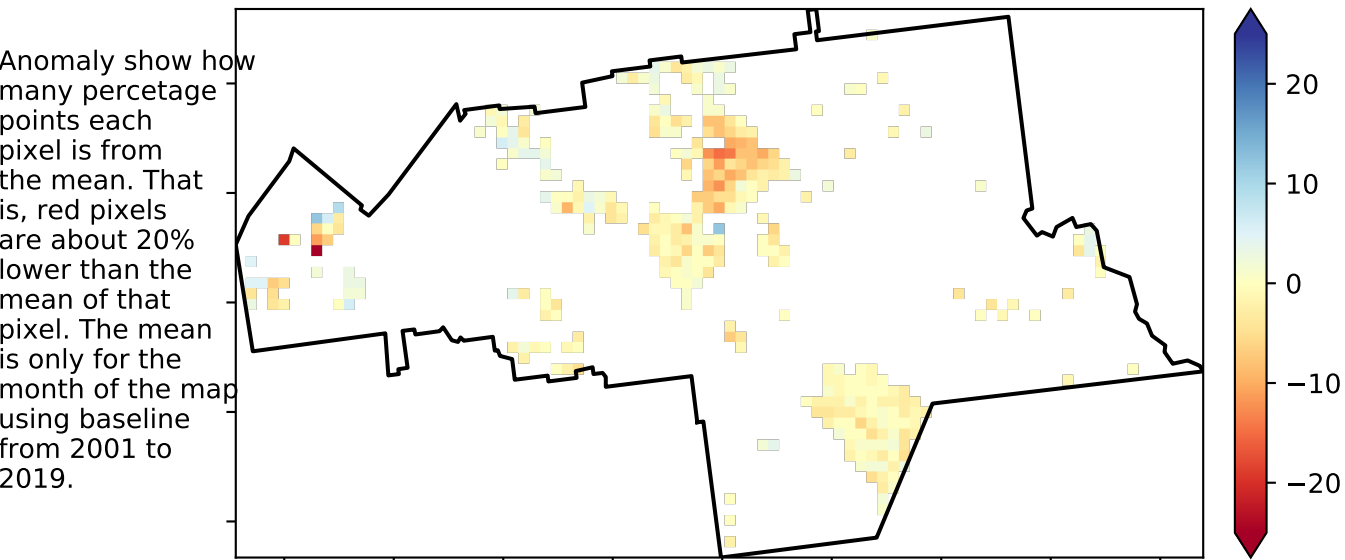 Anomaly show how
many percetage
points each
pixel is from
the mean. That
is, red pixels
are about 20%
lower than the
mean of that
pixel. The mean
is only for the
month of the map
using baseline
from 2001 to
2019.
20
10
0
−10
−20